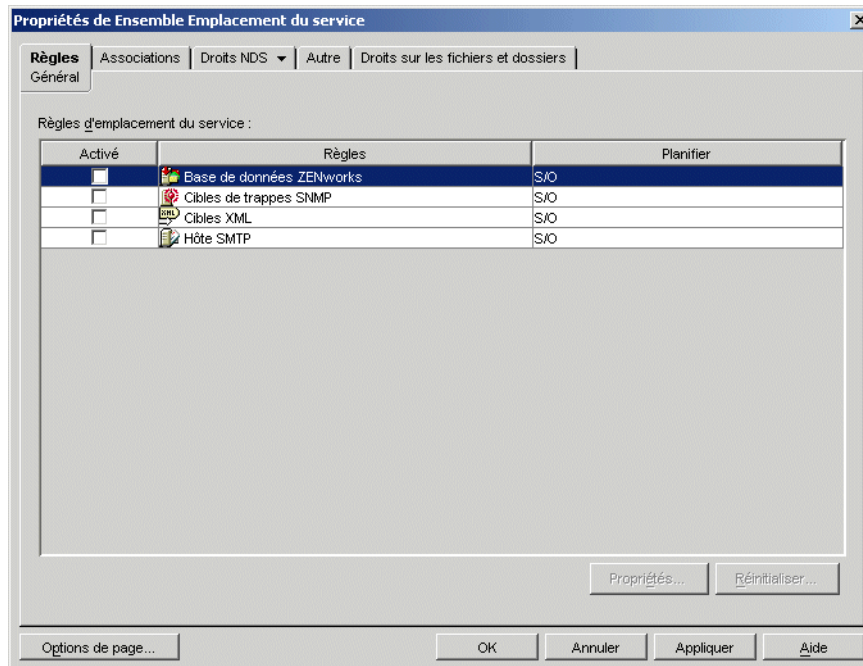 Propriétés de Ensemble Emplacement du service
Règles Associations Droits NDS Autre Droits sur les fichiers et dossiers
Général
Règles d'emplacement du service :
Activé Règles Planifier
Base de données ZENworks S/O
Cibles de trappes SNMP S/O
XML Cibles XML S/O
Hôte SMTP S/O
Propriétés... Réinitialiser...
Options de page... OK Annuler Appliquer Aide